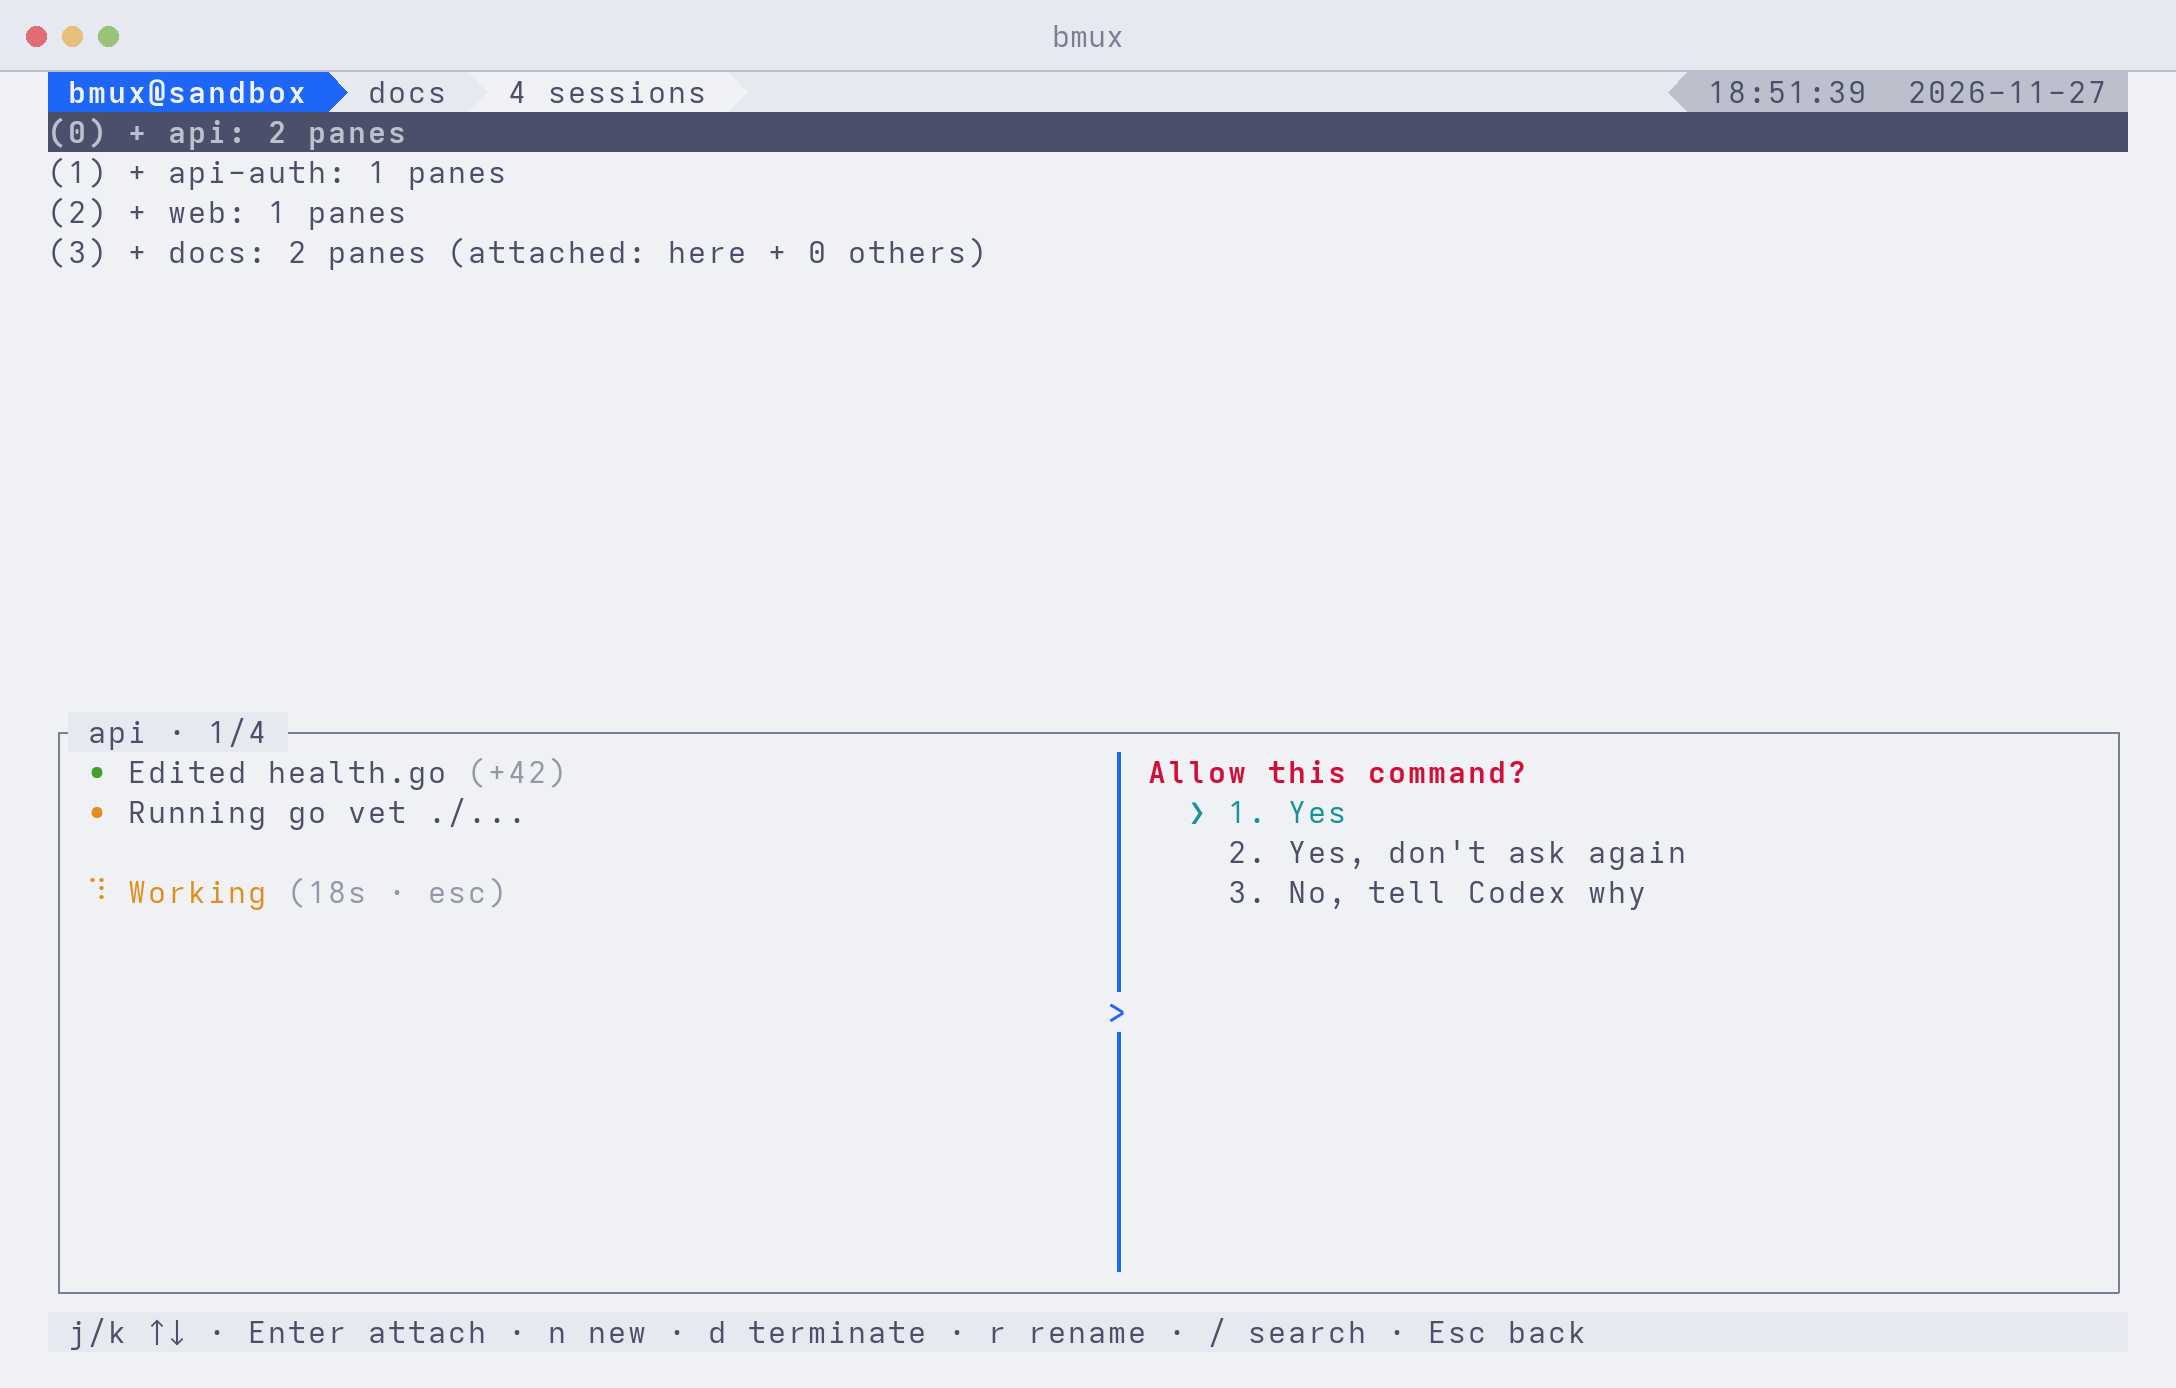 bmux
bmux@sandbox docs 4 sessions 18:51:39 2026-11-27
(0) + api: 2 panes
(1) + api-auth: 1 panes
(2) + web: 1 panes
(3) + docs: 2 panes (attached: here + 0 others)
api · 1/4
• Edited health.go (+42)
• Running go vet ./...
⠙ Working (18s · esc)
>
Allow this command?
❯ 1. Yes
2. Yes, don't ask again
3. No, tell Codex why
j/k ↑↓ · Enter attach · n new · d terminate · r rename · / search · Esc back